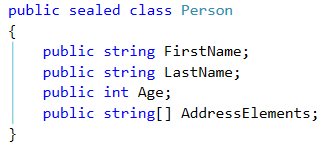 public sealed class Person
{
    public string FirstName;
    public string LastName;
    public int Age;
    public string[] AddressElements;
}